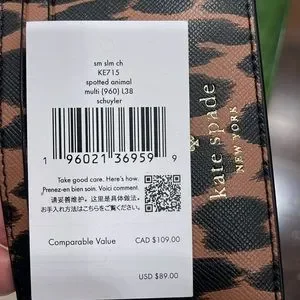 sm slm ch
KE715
spotted animal
multi (960) L38
schuyler
1 96021 36959 9
Take good care. Here's how.
Prenez-en bien soin. Voici comment.
请妥善维护。这里是具体做法。
お手入れ方法はこちらをご覧ください。
Comparable Value CAD $109.00
USD $89.00
kate spade
NEW YORK